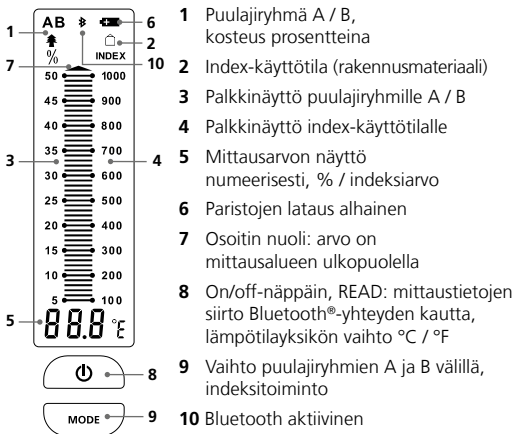 AB
1
6
2
%
INDEX
7
10
50 1000
45 900
40 800
35 700
3
4
30 600
25 500
20 400
15 300
10 200
5 100
5
88.8 °F
8
MODE
9
1 Puulajiryhmä A / B,
kosteus prosentteina
2 Index-käyttötila (rakennusmateriaali)
3 Palkkinäyttö puulajiryhmille A / B
4 Palkkinäyttö index-käyttötilalle
5 Mittausarvon näyttö
numeerisesti, % / indeksiarvo
6 Paristojen lataus alhainen
7 Osoitin nuoli: arvo on
mittausalueen ulkopuolella
8 On/off-näppäin, READ: mittaustietojen
siirto Bluetooth®-yhteyden kautta,
lämpötilayksikön vaihto °C / °F
9 Vaihto puulajiryhmien A ja B välillä,
indeksitoiminto
10 Bluetooth aktiivinen